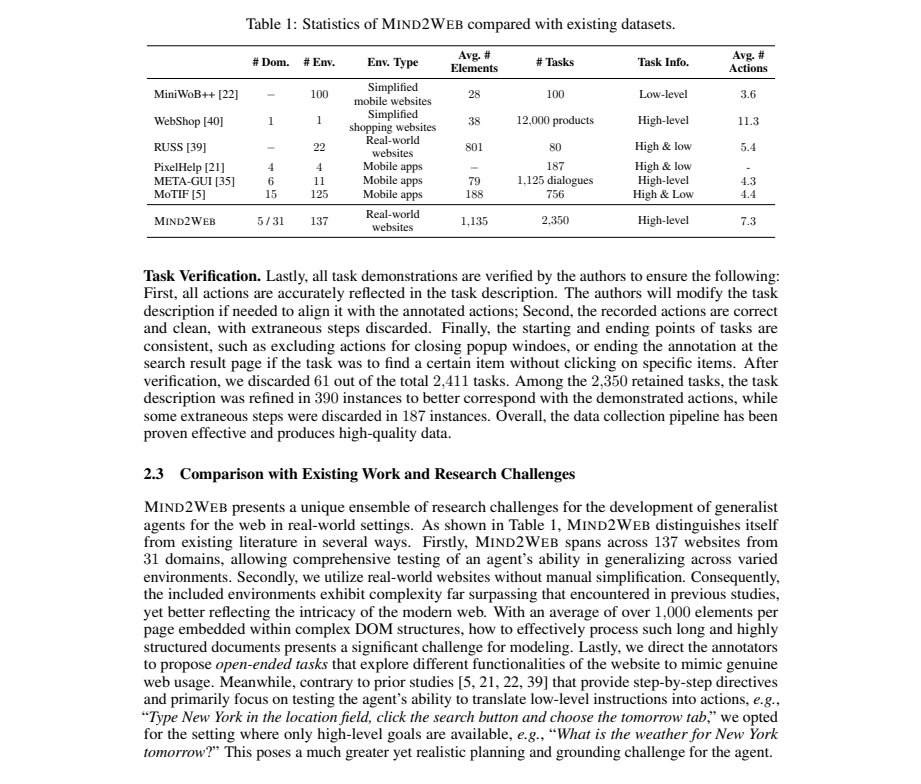 Table 1: Statistics of MIND2WEB compared with existing datasets.
# Dom. # Env. Env. Type Avg. # Elements # Tasks Task Info. Avg. # Actions
MiniWoB++ [22] – 100 Simplified mobile websites 28 100 Low-level 3.6
WebShop [40] 1 1 Simplified shopping websites 38 12,000 products High-level 11.3
RUSS [39] – 22 Real-world websites 801 80 High & low 5.4
PixelHelp [21] 4 4 Mobile apps – 187 High & low -
META-GUI [35] 6 11 Mobile apps 79 1,125 dialogues High-level 4.3
MoTIF [5] 15 125 Mobile apps 188 756 High & Low 4.4
MIND2WEB 5 / 31 137 Real-world websites 1,135 2,350 High-level 7.3
Task Verification. Lastly, all task demonstrations are verified by the authors to ensure the following:
First, all actions are accurately reflected in the task description. The authors will modify the task
description if needed to align it with the annotated actions; Second, the recorded actions are correct
and clean, with extraneous steps discarded. Finally, the starting and ending points of tasks are
consistent, such as excluding actions for closing popup windoes, or ending the annotation at the
search result page if the task was to find a certain item without clicking on specific items. After
verification, we discarded 61 out of the total 2,411 tasks. Among the 2,350 retained tasks, the task
description was refined in 390 instances to better correspond with the demonstrated actions, while
some extraneous steps were discarded in 187 instances. Overall, the data collection pipeline has been
proven effective and produces high-quality data.
2.3 Comparison with Existing Work and Research Challenges
MIND2WEB presents a unique ensemble of research challenges for the development of generalist
agents for the web in real-world settings. As shown in Table 1, MIND2WEB distinguishes itself
from existing literature in several ways. Firstly, MIND2WEB spans across 137 websites from
31 domains, allowing comprehensive testing of an agent's ability in generalizing across varied
environments. Secondly, we utilize real-world websites without manual simplification. Consequently,
the included environments exhibit complexity far surpassing that encountered in previous studies,
yet better reflecting the intricacy of the modern web. With an average of over 1,000 elements per
page embedded within complex DOM structures, how to effectively process such long and highly
structured documents presents a significant challenge for modeling. Lastly, we direct the annotators
to propose open-ended tasks that explore different functionalities of the website to mimic genuine
web usage. Meanwhile, contrary to prior studies [5, 21, 22, 39] that provide step-by-step directives
and primarily focus on testing the agent's ability to translate low-level instructions into actions, e.g.,
“Type New York in the location field, click the search button and choose the tomorrow tab,” we opted
for the setting where only high-level goals are available, e.g., “What is the weather for New York
tomorrow?” This poses a much greater yet realistic planning and grounding challenge for the agent.